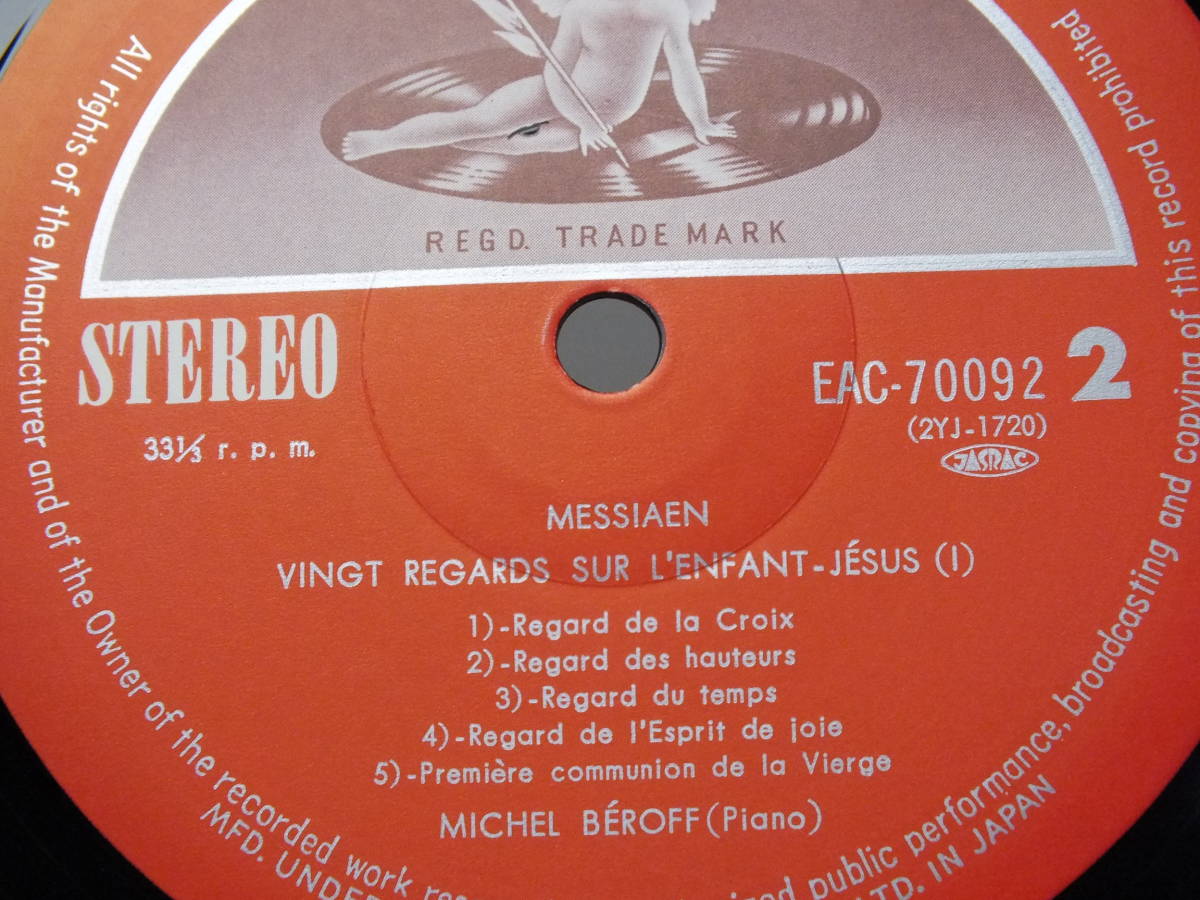 REGD. TRADE MARK
STEREO
33⅓ r. p. m.
EAC-70092 2
(2YJ-1720)
JASRAC
MESSIAEN
VINGT REGARDS SUR L'ENFANT-JÉSUS (I)
1)-Regard de la Croix
2)-Regard des hauteurs
3)-Regard du temps
4)-Regard de l'Esprit de joie
5)-Première communion de la Vierge
MICHEL BÉROFF (Piano)
All rights of the Manufacturer and of the Owner of the recorded work public performance, broadcasting and copying of this record prohibited
MFD. UNDER LTD. IN JAPAN